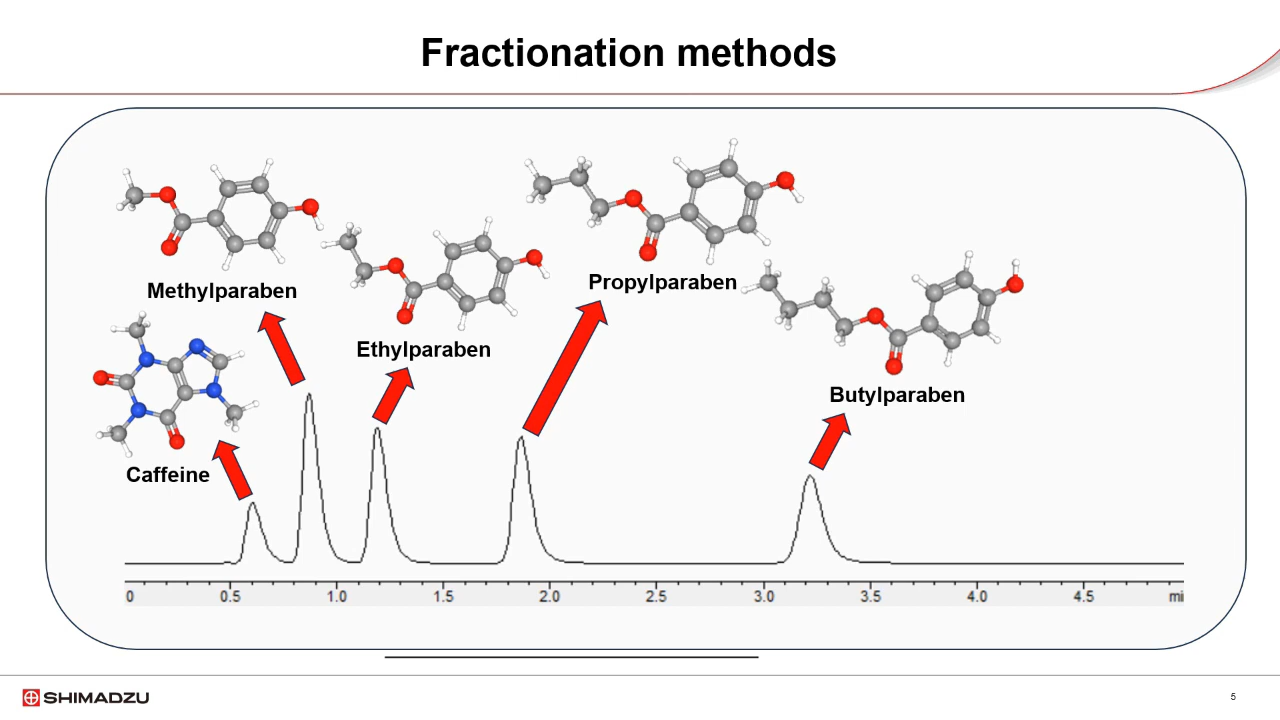 Fractionation methods
Methylparaben
Propylparaben
Ethylparaben
Butylparaben
Caffeine
0 0.5 1.0 1.5 2.0 2.5 3.0 3.5 4.0 4.5 mi
SHIMADZU
5